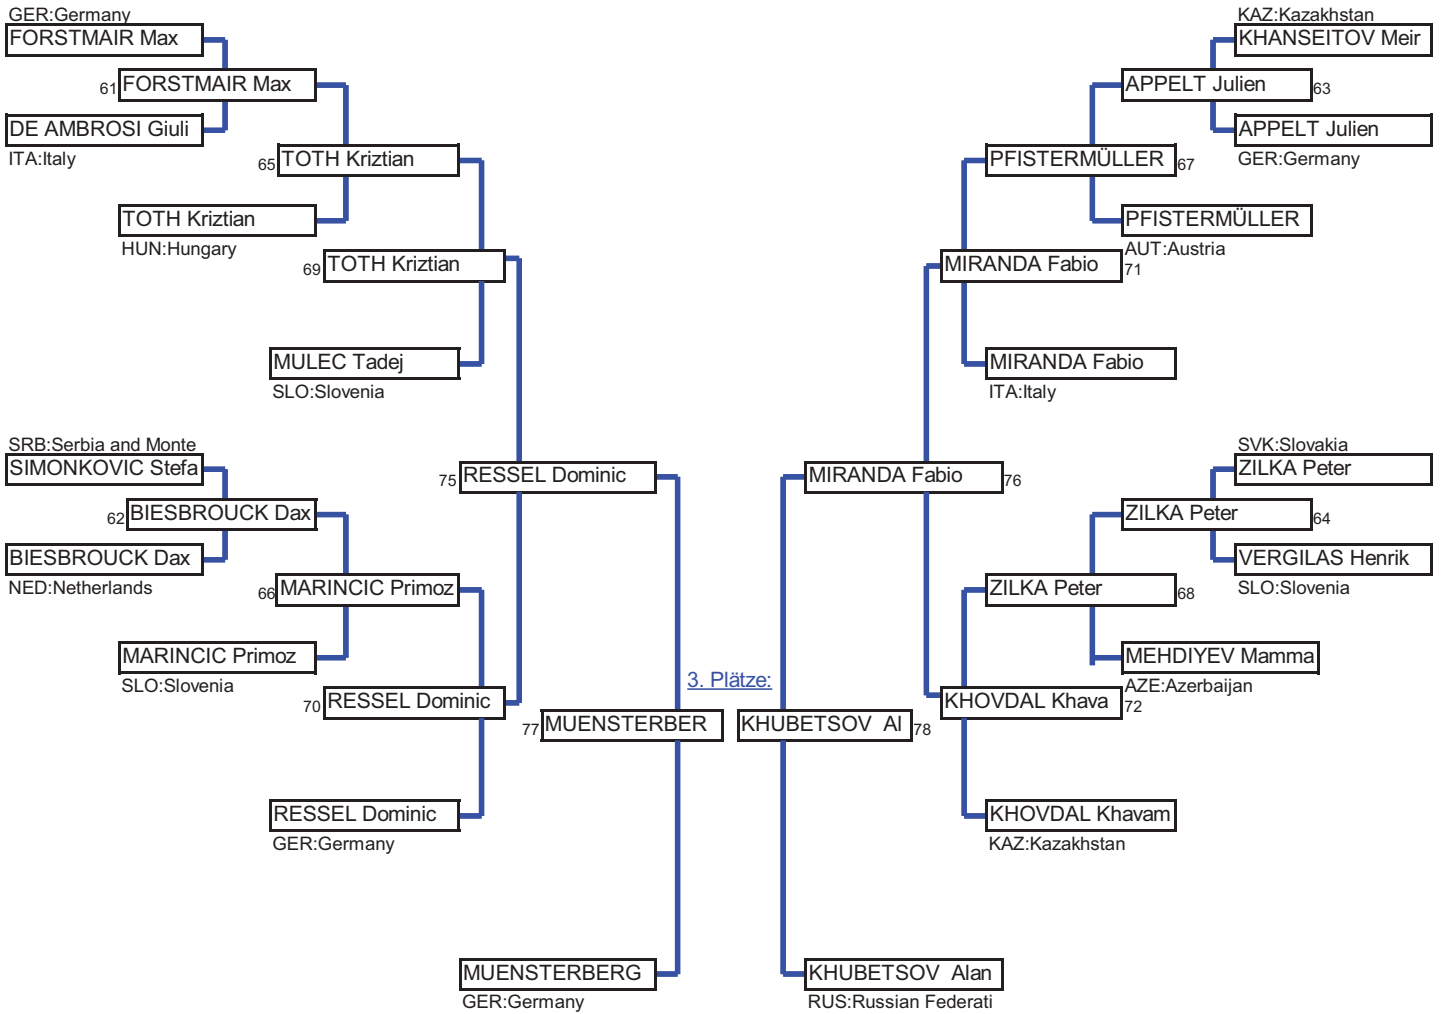 GER:Germany
FORSTMAIR Max
61 FORSTMAIR Max
DE AMBROSI Giuli
ITA:Italy
65 TOTH Kriztian
TOTH Kriztian
HUN:Hungary
69 TOTH Kriztian
MULEC Tadej
SLO:Slovenia
SRB:Serbia and Monte
SIMONKOVIC Stefa
75 RESSEL Dominic
62 BIESBROUCK Dax
BIESBROUCK Dax
NED:Netherlands
66 MARINCIC Primoz
MARINCIC Primoz
SLO:Slovenia
70 RESSEL Dominic
77 MUENSTERBER
RESSEL Dominic
GER:Germany
MUENSTERBERG
GER:Germany
3. Plätze:
KAZ:Kazakhstan
KHANSEITOV Meir
APPELT Julien 63
APPELT Julien
GER:Germany
PFISTERMÜLLER 67
PFISTERMÜLLER
AUT:Austria
MIRANDA Fabio 71
MIRANDA Fabio
ITA:Italy
SVK:Slovakia
ZILKA Peter
MIRANDA Fabio 76
ZILKA Peter 64
VERGILAS Henrik
SLO:Slovenia
ZILKA Peter 68
MEHDIYEV Mamma
AZE:Azerbaijan
KHOVDAL Khava 72
KHUBETSOV Al 78
KHOVDAL Khavam
KAZ:Kazakhstan
KHUBETSOV Alan
RUS:Russian Federati